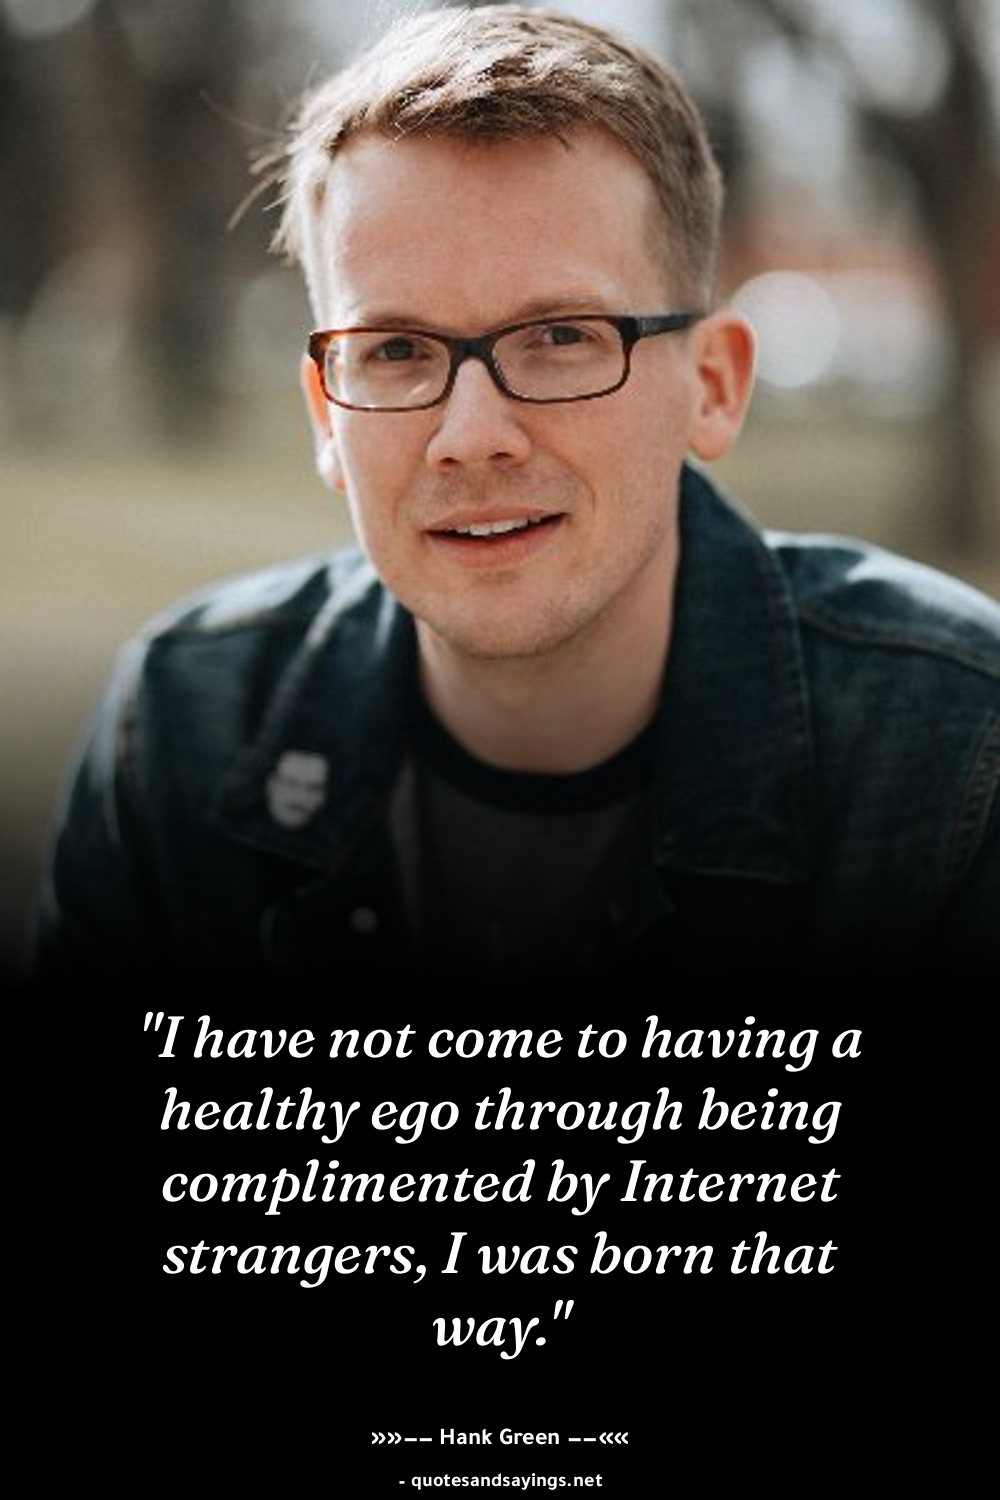 "I have not come to having a
healthy ego through being
complimented by Internet
strangers, I was born that
way."
»»−− Hank Green −−««
- quotesandsayings.net